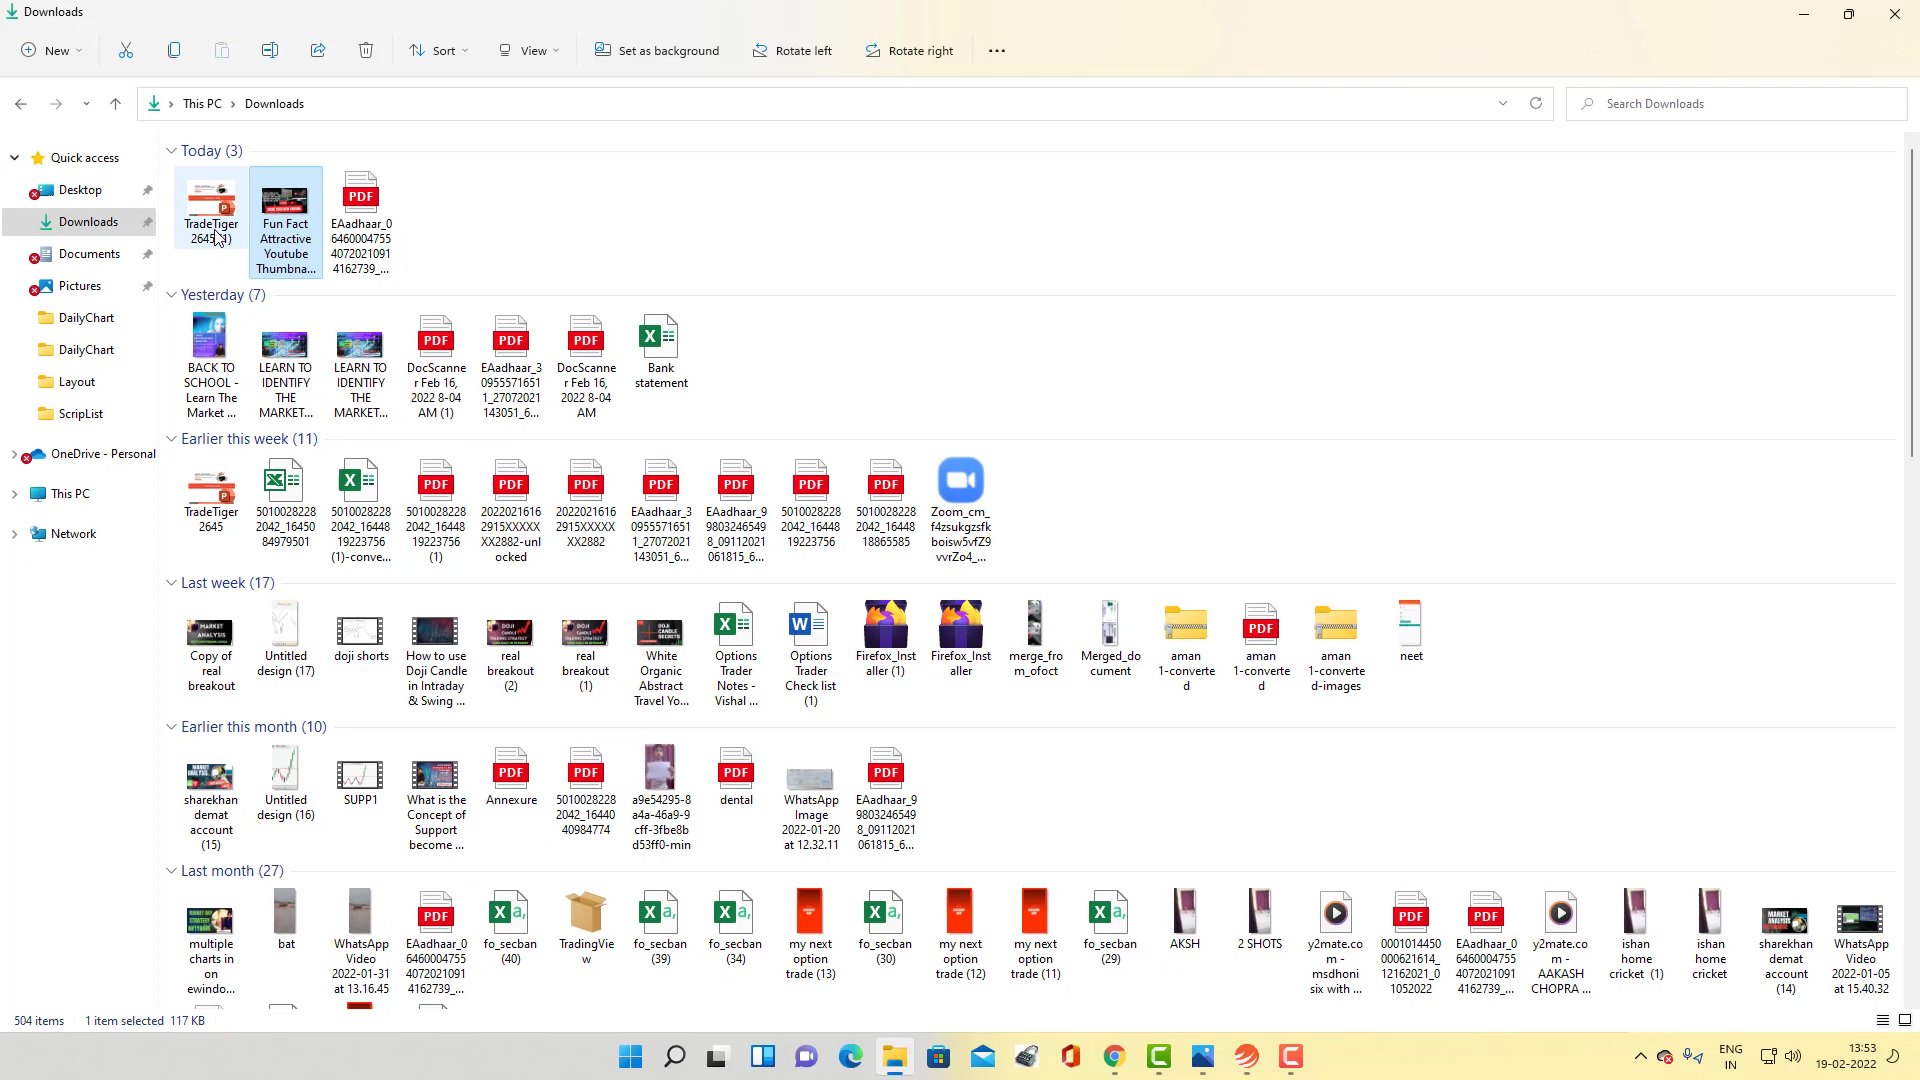 Downloads
New
Sort
View
Set as background
Rotate left
Rotate right
This PC
Downloads
Search Downloads
Quick access
Desktop
Downloads
Documents
Pictures
DailyChart
DailyChart
Layout
ScripList
OneDrive - Personal
This PC
Network
Today (3)
TradeTiger
Fun Fact
Attractive
Youtube
Thumbna...
EAadhaar_0
6460004755
4072021091
4162739_...
Yesterday (7)
BACK TO
SCHOOL -
Learn The
Market ...
LEARN TO
IDENTIFY
THE
MARKET...
LEARN TO
IDENTIFY
THE
MARKET...
DocScanne
r Feb 16,
2022 8-04
AM (1)
EAadhaar_3
0955571651
1_27072021
143051_6...
DocScanne
r Feb 16,
2022 8-04
AM
Bank
statement
Earlier this week (11)
TradeTiger
2645
5010028228
2042_16450
84979501
5010028228
2042_16448
19223756
(1)-conve...
5010028228
2042_16448
19223756
(1)
2022021616
2915XXXXX
XX2882-unl
ocked
2022021616
2915XXXXX
XX2882
EAadhaar_3
0955571651
1_27072021
143051_6...
EAadhaar_9
9803246549
8_09112021
061815_6...
5010028228
2042_16448
19223756
5010028228
2042_16448
18865585
Zoom_cm_
f4zsukgzsfk
boisw5vfZ9
vvrZo4_...
Last week (17)
Copy of
real
breakout
Untitled
design (17)
doji shorts
How to use
Doji Candle
in Intraday
& Swing ...
real
breakout
(2)
real
breakout
(1)
White
Organic
Abstract
Travel Yo...
Options
Trader
Notes -
Vishal ...
Options
Trader
Check list
(1)
Firefox_Inst
aller (1)
Firefox_Inst
aller
merge_fro
m_ofoct
Merged_do
cument
aman
1-converte
d
aman
1-converte
d
aman
1-converte
d-images
neet
Earlier this month (10)
sharekhan
demat
account
(15)
Untitled
design (16)
SUPP1
What is the
Concept of
Support
become ...
Annexure
5010028228
2042_16440
40984774
a9e54295-8
a4a-46a9-9
cff-3fbe8b
d53ff0-min
dental
WhatsApp
Image
2022-01-20
at 12.32.11
EAadhaar_9
9803246549
8_09112021
061815_6...
Last month (27)
multiple
charts in
on
ewindo...
bat
WhatsApp
Video
2022-01-31
at 13.16.45
EAadhaar_0
6460004755
4072021091
4162739_...
fo_secban
(40)
TradingVie
w
fo_secban
(39)
fo_secban
(34)
my next
option
trade (13)
fo_secban
(30)
my next
option
trade (12)
my next
option
trade (11)
fo_secban
(29)
AKSH
2 SHOTS
y2mate.co
m -
msdhoni
six with ...
0001014450
000621614_
12162021_0
1052022
EAadhaar_0
6460004755
4072021091
4162739_...
y2mate.co
m -
AAKASH
CHOPRA ...
ishan
home
cricket (1)
ishan
home
cricket
sharekhan
demat
account
(14)
WhatsApp
Video
2022-01-05
at 15.40.32
504 items
1 item selected 117 KB
ENG
IN
13:53
19-02-2022